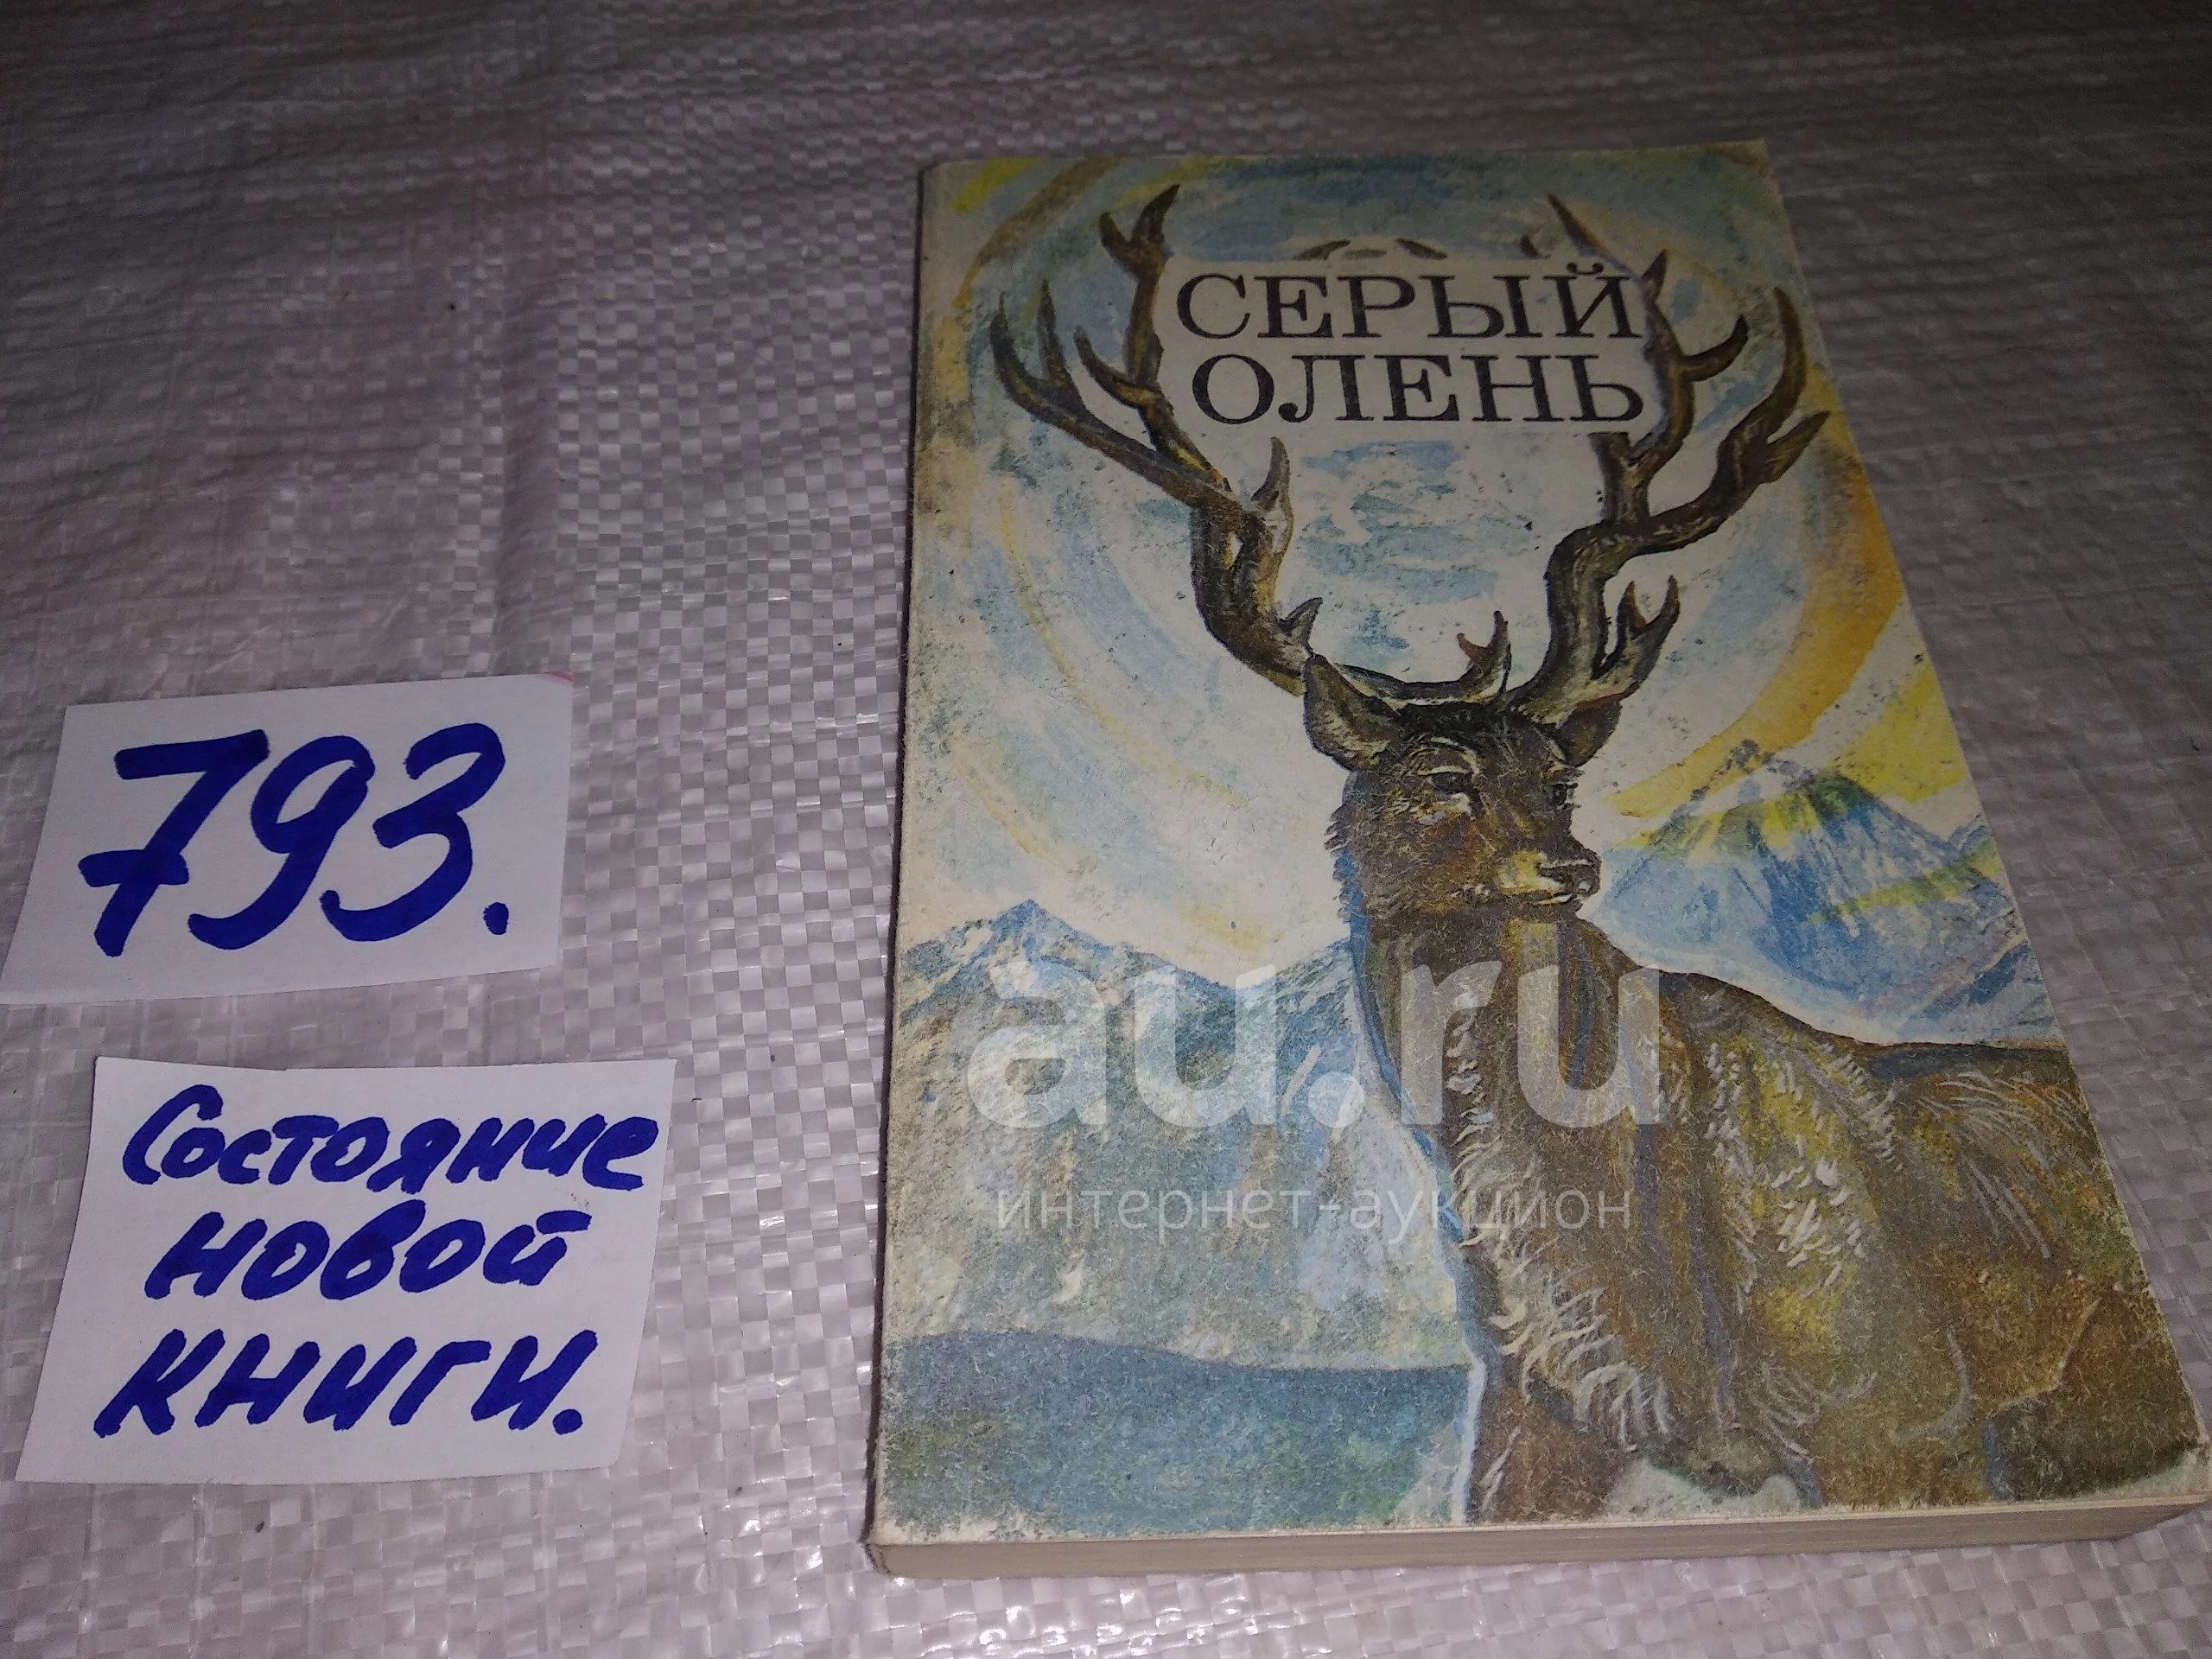 СЕРЫЙ
ОЛЕНЬ
793.
Состояние
новой
книги.
au.ru
интернет-аукцион